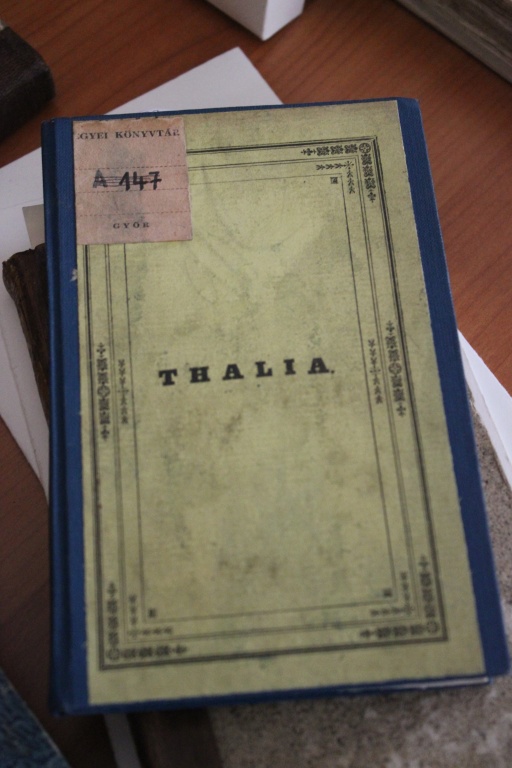 GYEI KÖNYVTÁR
A 147
GYŐR
THALIA.